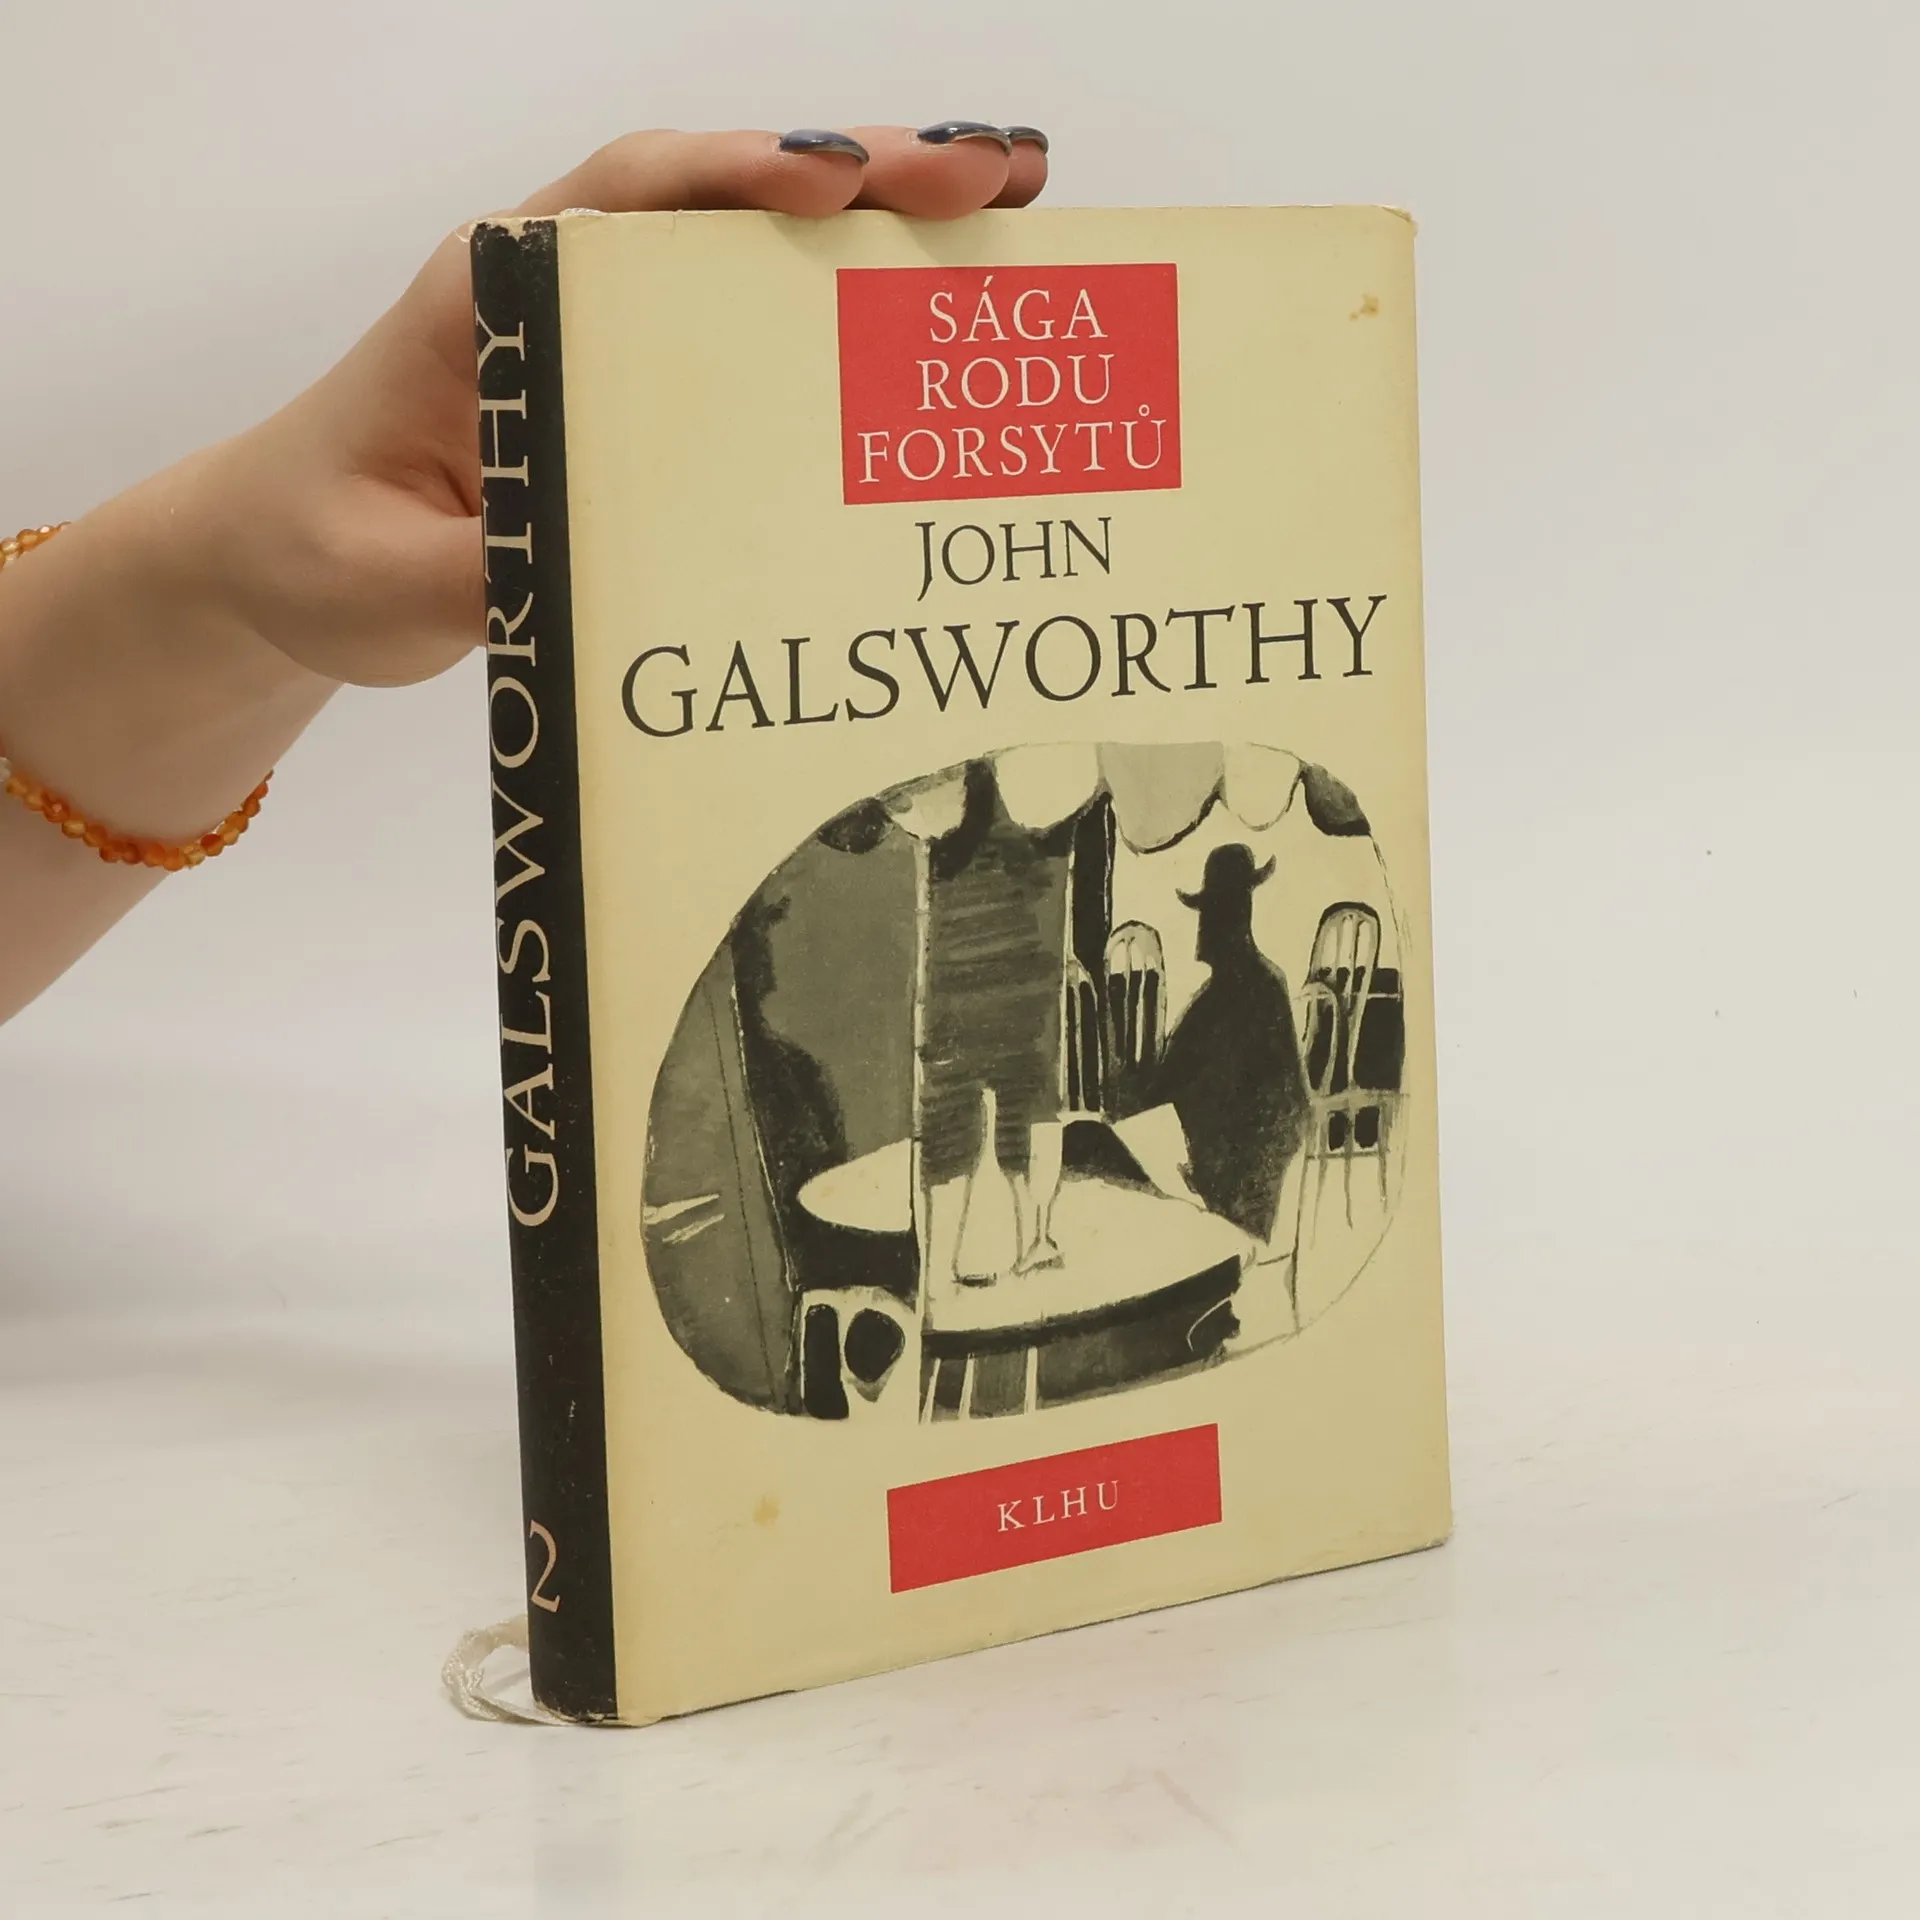 SÁGA
RODU
FORSYTŮ
JOHN
GALSWORTHY
KLHU
GALSWORTHY
2